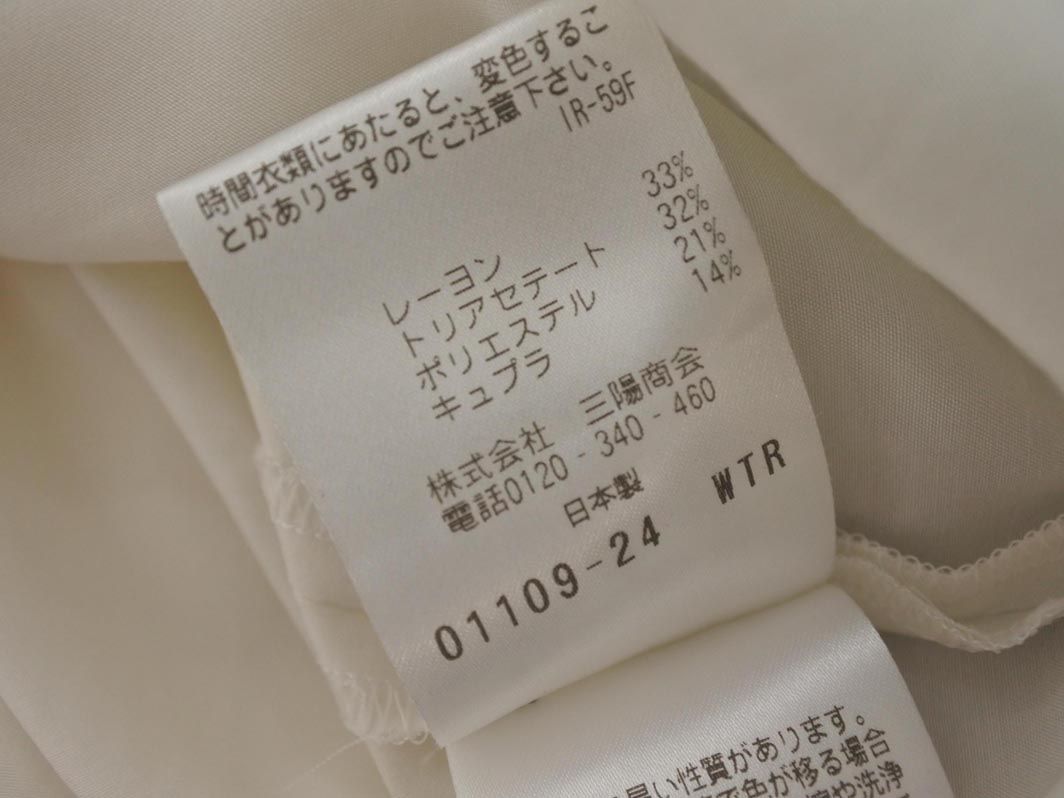 時間衣類にあたると、変色するこ
とがありますのでご注意下さい。
IR-59F
レーヨン 33%
トリアセテート 32%
ポリエステル 21%
キュプラ 14%
株式会社 三陽商会
電話0120-340-460
日本製
01109-24 WTR
い性質があります。
で色が移る場合
や洗浄